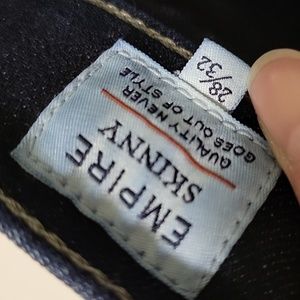 28/32
QUALITY NEVER
GOES OUT OF STYLE
EMPIRE
SKINNY